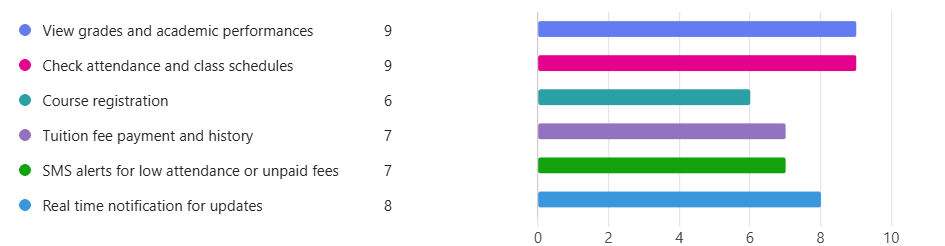 View grades and academic performances 9
Check attendance and class schedules 9
Course registration 6
Tuition fee payment and history 7
SMS alerts for low attendance or unpaid fees 7
Real time notification for updates 8
0 2 4 6 8 10